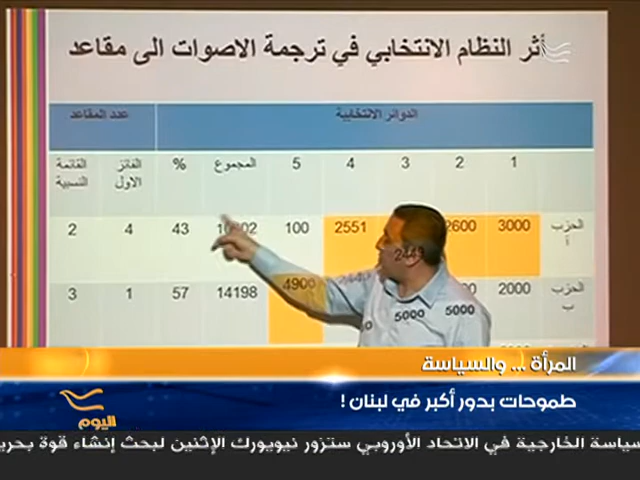 أثر النظام الانتخابي في ترجمة الاصوات الى مقاعد
الدوائر الانتخابية عدد المقاعد
1 2 3 4 5 المجموع % الفائز الاول القائمة النسبية
الحزب أ 3000 2600 2449 2551 100 43 4 2
الحزب ب 2000 4900 14198 57 1 3
5000 5000
المرأة ... والسياسة
طموحات بدور أكبر في لبنان !
اليوم
سياسة الخارجية في الاتحاد الأوروبي ستزور نيويورك الإثنين لبحث إنشاء قوة بحري